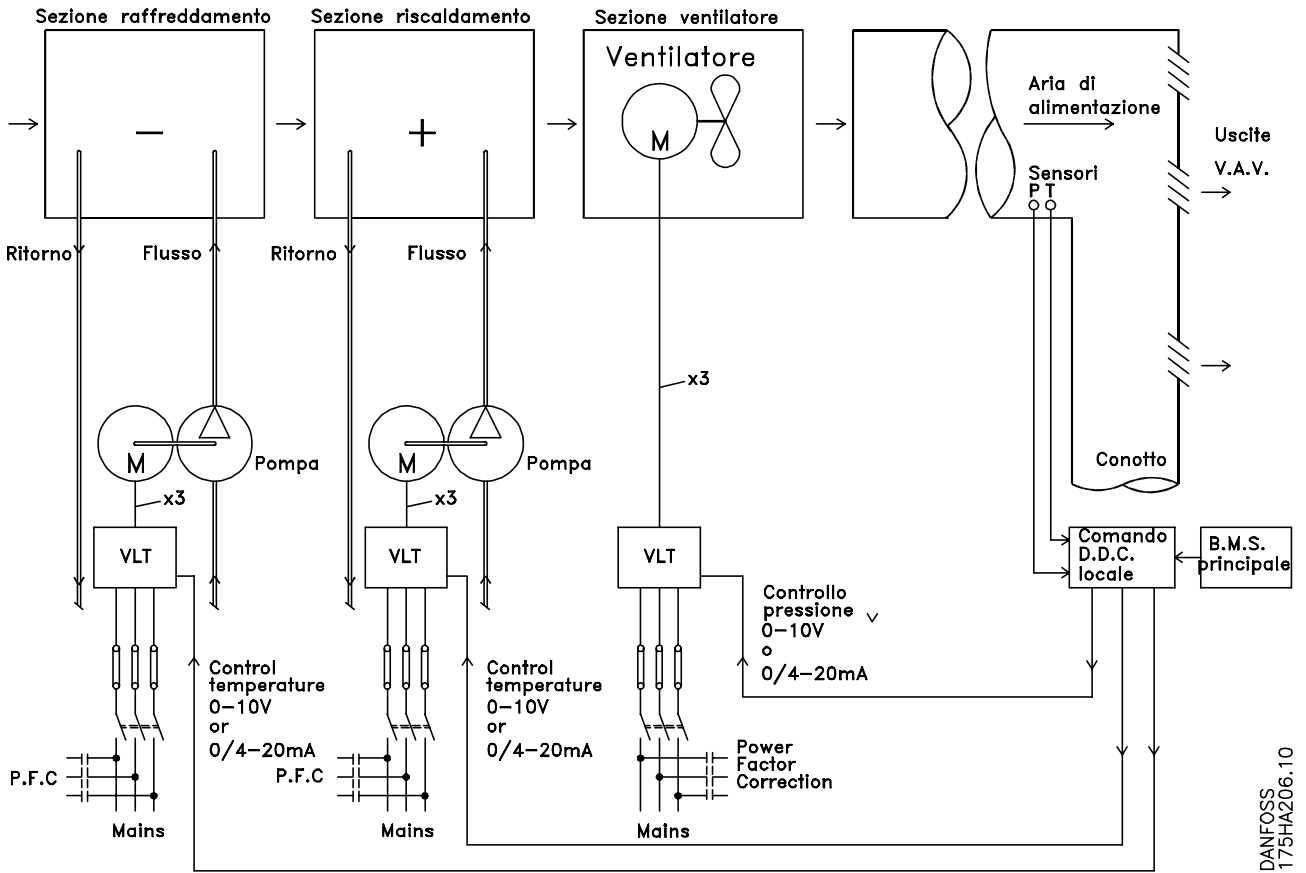 Sezione raffreddamento
Sezione riscaldamento
Sezione ventilatore
Ventilatore
M
−
+
Aria di
alimentazione
Uscite
V.A.V.
Sensori
P T
Ritorno
Flusso
Ritorno
Flusso
x3
M
Pompa
M
Pompa
Conotto
x3
x3
VLT
VLT
VLT
Comando
D.D.C.
locale
B.M.S.
principale
Controllo
pressione
0−10V
o
0/4−20mA
Control
temperature
0−10V
or
0/4−20mA
Control
temperature
0−10V
or
0/4−20mA
P.F.C
P.F.C
Power
Factor
Correction
Mains
Mains
Mains
DANFOSS
175HA206.10